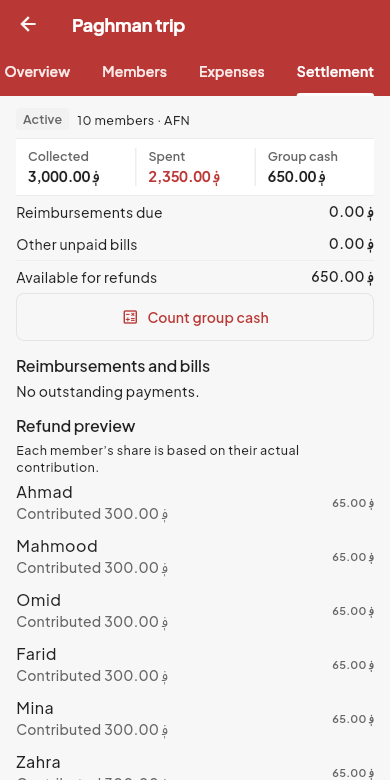 Paghman trip
Overview Members Expenses Settlement
Active 10 members · AFN
Collected Spent Group cash
3,000.00 ؋ 2,350.00 ؋ 650.00 ؋
Reimbursements due 0.00 ؋
Other unpaid bills 0.00 ؋
Available for refunds 650.00 ؋
Count group cash
Reimbursements and bills
No outstanding payments.
Refund preview
Each member's share is based on their actual
contribution.
Ahmad
Contributed 300.00 ؋ 65.00 ؋
Mahmood
Contributed 300.00 ؋ 65.00 ؋
Omid
Contributed 300.00 ؋ 65.00 ؋
Farid
Contributed 300.00 ؋ 65.00 ؋
Mina
Contributed 300.00 ؋ 65.00 ؋
Zahra
Contributed 300.00 ؋ 65.00 ؋